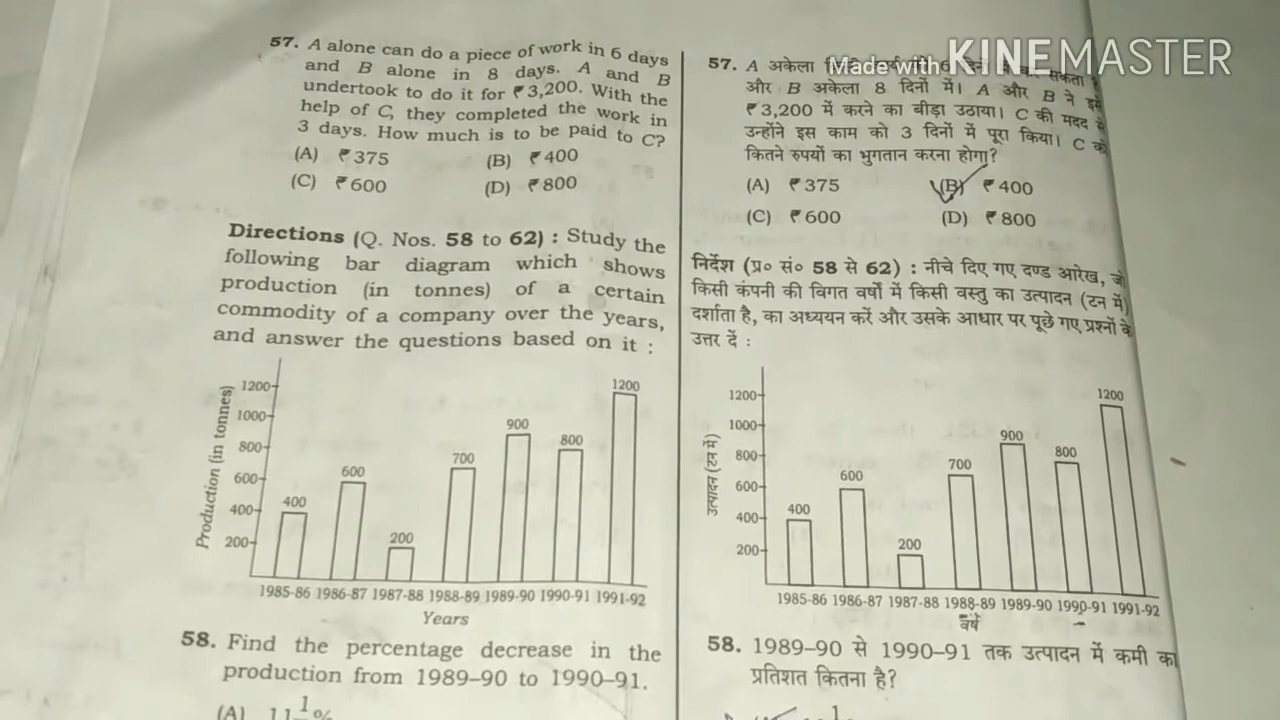 57. A alone can do a piece of work in 6 days
and B alone in 8 days. A and B
undertook to do it for ₹3,200. With the
help of C, they completed the work in
3 days. How much is to be paid to C?
(A) ₹375 (B) ₹400
(C) ₹600 (D) ₹800
Directions (Q. Nos. 58 to 62) : Study the
following bar diagram which shows
production (in tonnes) of a certain
commodity of a company over the years,
and answer the questions based on it :
Production (in tonnes)
1200
1000
800
600
400
200
400
600
200
700
900
800
1200
1985-86 1986-87 1987-88 1988-89 1989-90 1990-91 1991-92
Years
58. Find the percentage decrease in the
production from 1989–90 to 1990–91.
(A) 11 1 %
Made with KINEMASTER
57. A अकेला 6 सकता
और B अकेला 8 दिनों में। A और B ने इसे
₹3,200 में करने का बीड़ा उठाया। C की मदद से
उन्होंने इस काम को 3 दिनों में पूरा किया। C को
कितने रुपयों का भुगतान करना होगा?
(A) ₹375 (B) ₹400
(C) ₹600 (D) ₹800
निर्देश (प्र० सं० 58 से 62) : नीचे दिए गए दण्ड आरेख, जो
किसी कंपनी की विगत वर्षों में किसी वस्तु का उत्पादन (टन में)
दर्शाता है, का अध्ययन करें और उसके आधार पर पूछे गए प्रश्नों के
उत्तर दें :
उत्पादन (टन में)
1200
1000
800
600
400
200
400
600
200
700
900
800
1200
1985-86 1986-87 1987-88 1988-89 1989-90 1990-91 1991-92
वर्ष
58. 1989–90 से 1990–91 तक उत्पादन में कमी का
प्रतिशत कितना है?
1